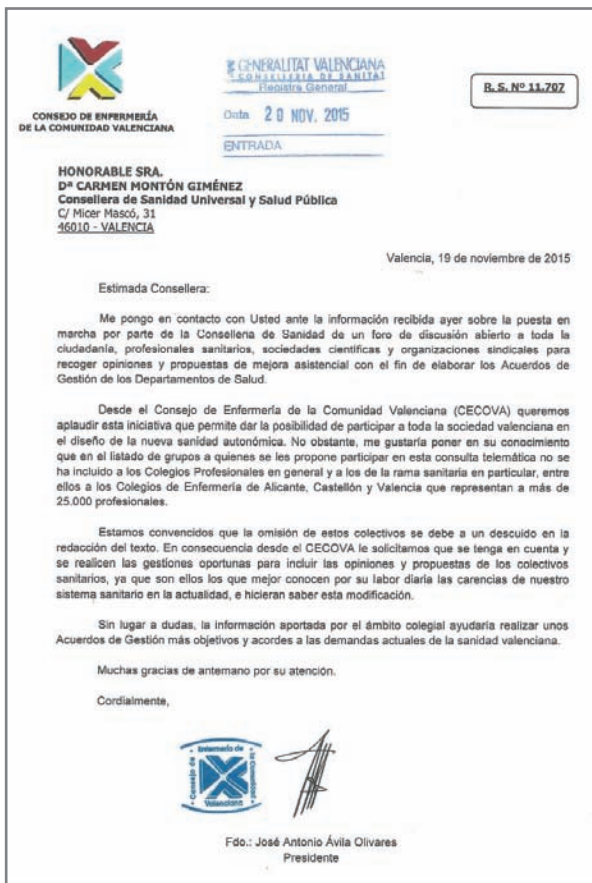 CONSEJO DE ENFERMERÍA
DE LA COMUNIDAD VALENCIANA
GENERALITAT VALENCIANA
CONSELLERIA DE SANITAT
Registre General
Data 20 NOV. 2015
ENTRADA
R. S. Nº 11.707
HONORABLE SRA.
Dª CARMEN MONTÓN GIMÉNEZ
Consellera de Sanidad Universal y Salud Pública
C/ Micer Mascó, 31
46010 - VALENCIA
Valencia, 19 de noviembre de 2015
Estimada Consellera:
Me pongo en contacto con Usted ante la información recibida ayer sobre la puesta en
marcha por parte de la Consellería de Sanidad de un foro de discusión abierto a toda la
ciudadanía, profesionales sanitarios, sociedades científicas y organizaciones sindicales para
recoger opiniones y propuestas de mejora asistencial con el fin de elaborar los Acuerdos de
Gestión de los Departamentos de Salud.
Desde el Consejo de Enfermería de la Comunidad Valenciana (CECOVA) queremos
aplaudir esta iniciativa que permite dar la posibilidad de participar a toda la sociedad valenciana en
el diseño de la nueva sanidad autonómica. No obstante, me gustaría poner en su conocimiento
que en el listado de grupos a quienes se les propone participar en esta consulta telemática no se
ha incluido a los Colegios Profesionales en general y a los de la rama sanitaria en particular, entre
ellos a los Colegios de Enfermería de Alicante, Castellón y Valencia que representan a más de
25.000 profesionales.
Estamos convencidos que la omisión de estos colectivos se debe a un descuido en la
redacción del texto. En consecuencia desde el CECOVA le solicitamos que se tenga en cuenta y
se realicen las gestiones oportunas para incluir las opiniones y propuestas de los colectivos
sanitarios, ya que son ellos los que mejor conocen por su labor diaria las carencias de nuestro
sistema sanitario en la actualidad, e hicieran saber esta modificación.
Sin lugar a dudas, la información aportada por el ámbito colegial ayudaría realizar unos
Acuerdos de Gestión más objetivos y acordes a las demandas actuales de la sanidad valenciana.
Muchas gracias de antemano por su atención.
Cordialmente,
Consejo de Enfermería de la Comunidad Valenciana
Fdo.: José Antonio Ávila Olivares
Presidente